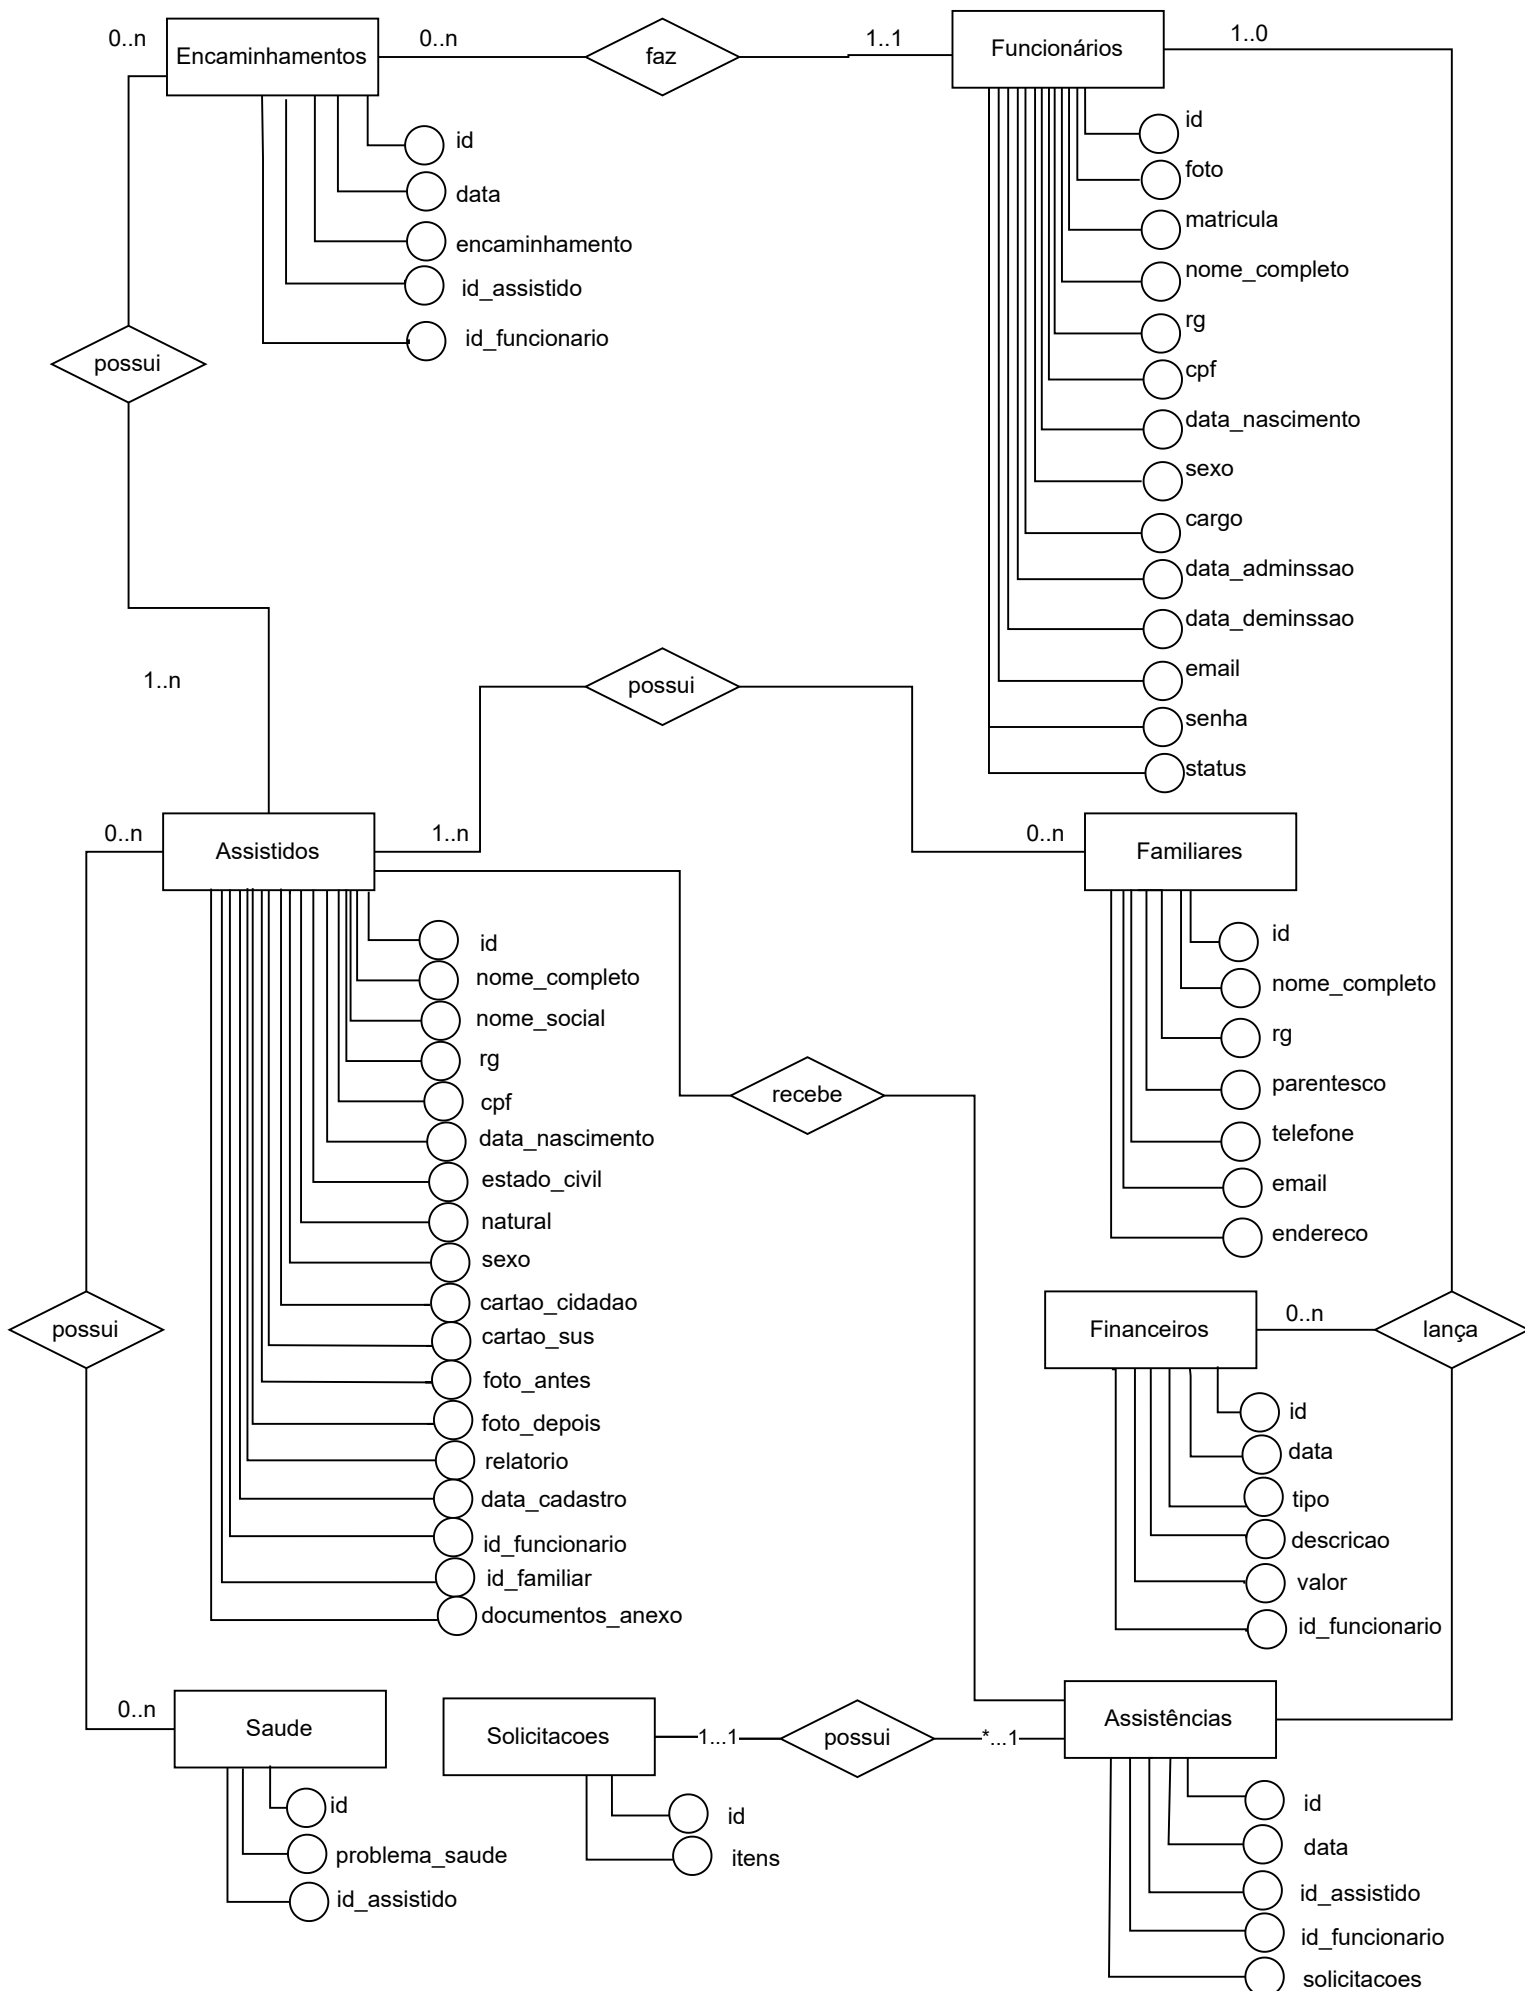 0..n
Encaminhamentos
0..n
faz
1..1
Funcionários
1..0
id
data
encaminhamento
id_assistido
id_funcionario
id
foto
matricula
nome_completo
rg
cpf
data_nascimento
sexo
cargo
data_adminssao
data_deminssao
email
senha
status
possui
1..n
possui
0..n
Assistidos
1..n
0..n
Familiares
id
nome_completo
nome_social
rg
cpf
data_nascimento
estado_civil
natural
sexo
cartao_cidadao
cartao_sus
foto_antes
foto_depois
relatorio
data_cadastro
id_funcionario
id_familiar
documentos_anexo
recebe
id
nome_completo
rg
parentesco
telefone
email
endereco
possui
Financeiros
0..n
lança
id
data
tipo
descricao
valor
id_funcionario
0..n
Saude
id
problema_saude
id_assistido
Solicitacoes
1...1
possui
*...1
Assistências
id
itens
id
data
id_assistido
id_funcionario
solicitacoes